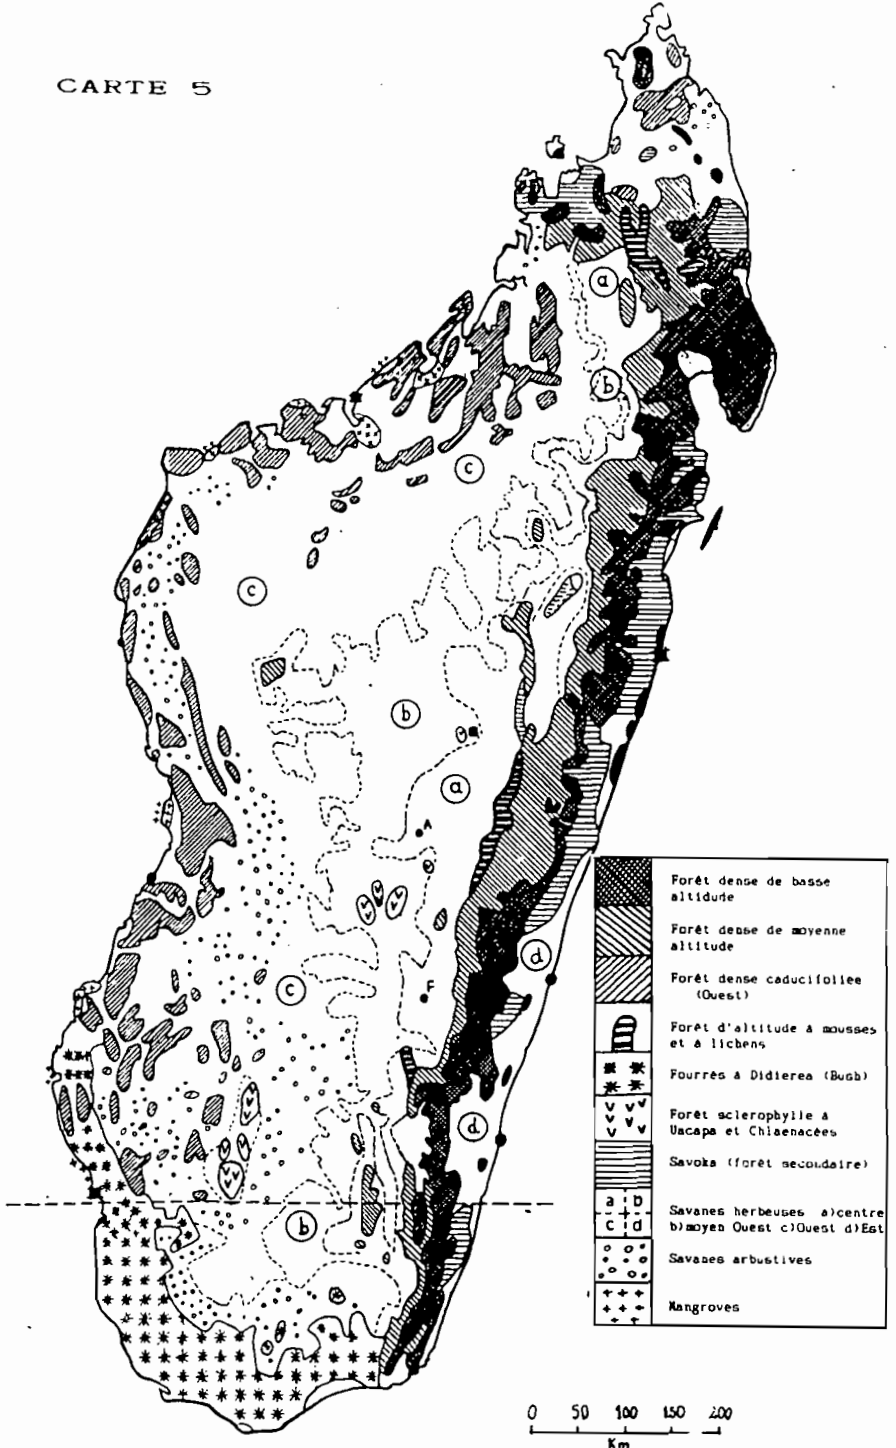 CARTE 5
a
b
c
c
b
a
A
d
c
F
d
b
Forêt dense de basse
altidude
Forêt dense de moyenne
altitude
Forêt dense caducifoliee
(Ouest)
Forêt d'altitude à mousses
et à lichens
Fourrés à Didierea (Bush)
Forêt sclerophylle à
Uacapa et Chlaenacées
Savoka (forêt secondaire)
a b
c d
Savanes herbeuses a)centre
b)moyen Ouest c)Ouest d)Est
Savanes arbustives
Mangroves
0 50 100 150 200
Km